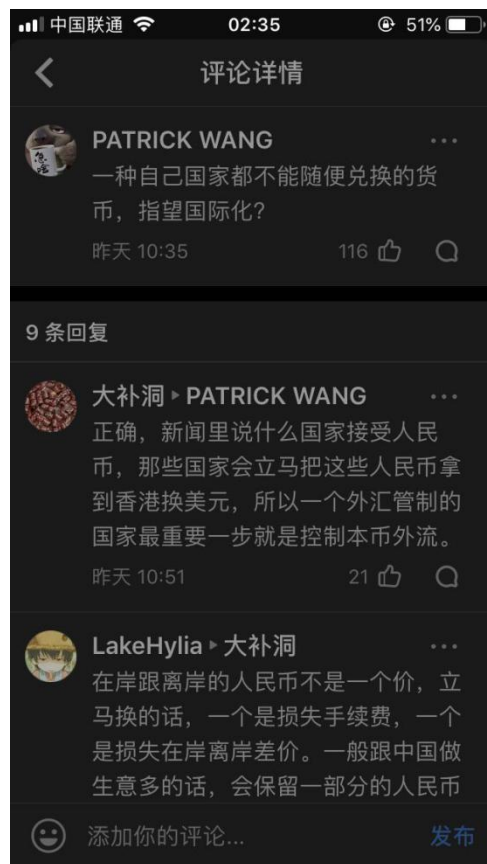 中国联通 02:35 51%
评论详情
PATRICK WANG
一种自己国家都不能随便兑换的货
币，指望国际化?
昨天 10:35 116
9 条回复
大补洞 ▸ PATRICK WANG
正确，新闻里说什么国家接受人民
币，那些国家会立马把这些人民币拿
到香港换美元，所以一个外汇管制的
国家最重要一步就是控制本币外流。
昨天 10:51 21
LakeHylia ▸ 大补洞
在岸跟离岸的人民币不是一个价，立
马换的话，一个是损失手续费，一个
是损失在岸离岸差价。一般跟中国做
生意多的话，会保留一部分的人民币
添加你的评论... 发布